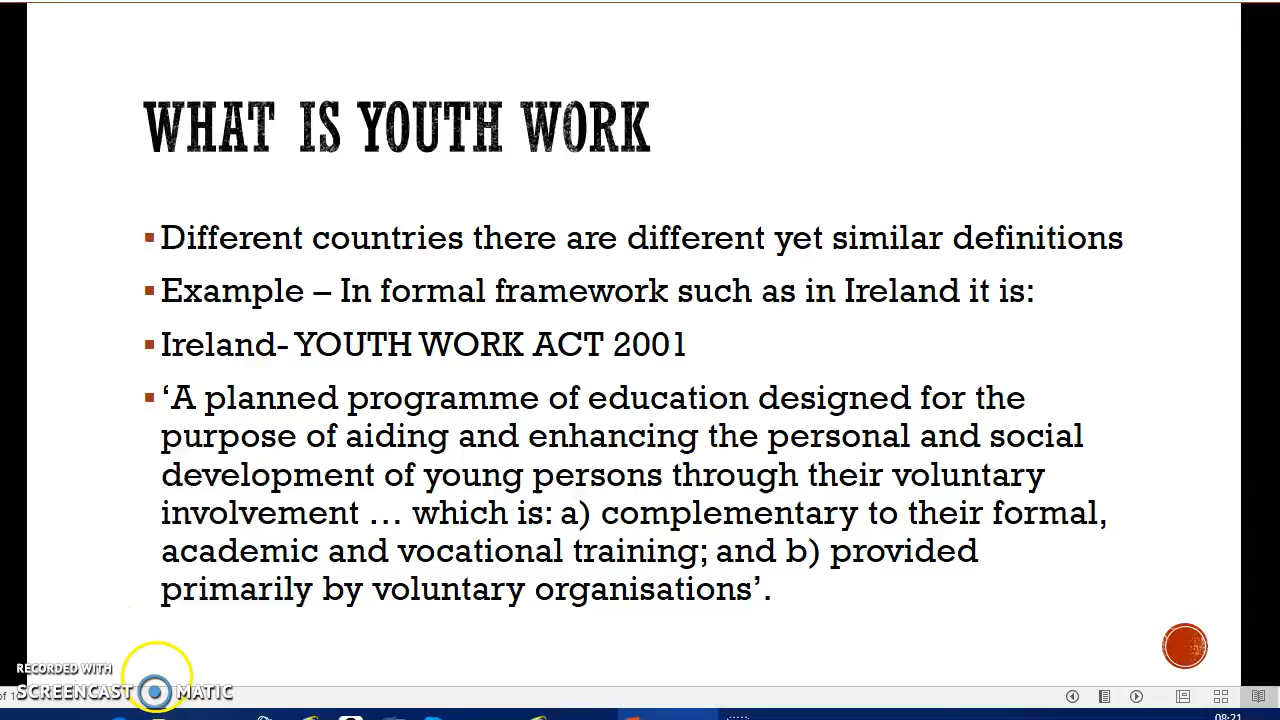 WHAT IS YOUTH WORK
▪Different countries there are different yet similar definitions
▪Example – In formal framework such as in Ireland it is:
▪Ireland- YOUTH WORK ACT 2001
▪‘A planned programme of education designed for the
purpose of aiding and enhancing the personal and social
development of young persons through their voluntary
involvement … which is: a) complementary to their formal,
academic and vocational training; and b) provided
primarily by voluntary organisations’.
RECORDED WITH
SCREENCAST MATIC
08:21